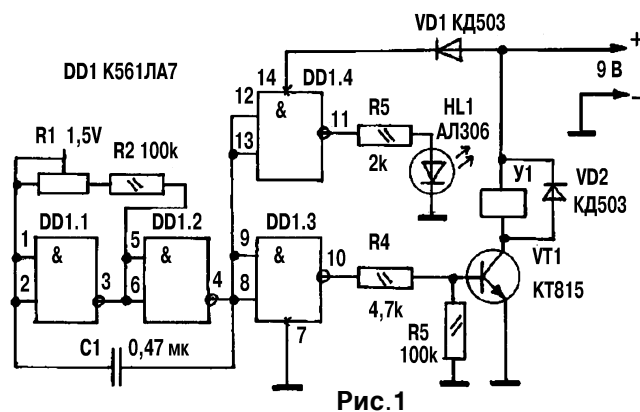 VD1 КД503
+
9 В
–
DD1 К561ЛА7
14
DD1.4
12
&
11
R5
HL1
АЛ306
13
2k
R1 1,5V
R2 100k
У1
VD2
КД503
DD1.1
DD1.2
DD1.3
1
&
5
&
9
&
10
R4
VT1
2
3
6
4
8
4,7k
КТ815
7
R5
100k
C1
0,47 мк
Рис.1